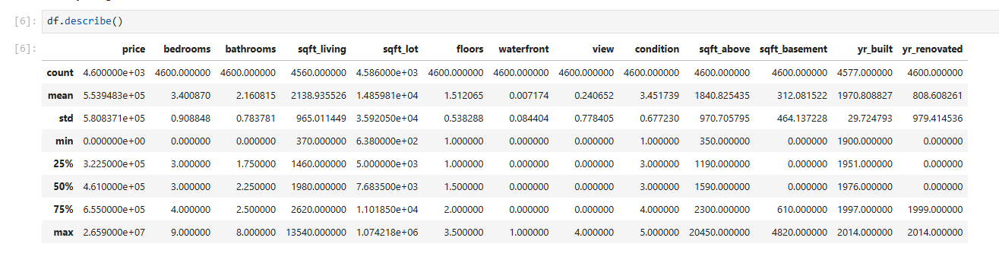 [6]: df.describe()
[6]: price bedrooms bathrooms sqft_living sqft_lot floors waterfront view condition sqft_above sqft_basement yr_built yr_renovated
count 4.600000e+03 4600.000000 4600.000000 4560.000000 4.586000e+03 4600.000000 4600.000000 4600.000000 4600.000000 4600.000000 4600.000000 4577.000000 4600.000000
mean 5.539483e+05 3.400870 2.160815 2138.935526 1.485981e+04 1.512065 0.007174 0.240652 3.451739 1840.825435 312.081522 1970.808827 808.608261
std 5.808371e+05 0.908848 0.783781 965.011449 3.592050e+04 0.538288 0.084404 0.778405 0.677230 970.705795 464.137228 29.724793 979.414536
min 0.000000e+00 0.000000 0.000000 370.000000 6.380000e+02 1.000000 0.000000 0.000000 1.000000 350.000000 0.000000 1900.000000 0.000000
25% 3.225000e+05 3.000000 1.750000 1460.000000 5.000000e+03 1.000000 0.000000 0.000000 3.000000 1190.000000 0.000000 1951.000000 0.000000
50% 4.610000e+05 3.000000 2.250000 1980.000000 7.683500e+03 1.500000 0.000000 0.000000 3.000000 1590.000000 0.000000 1976.000000 0.000000
75% 6.550000e+05 4.000000 2.500000 2620.000000 1.101850e+04 2.000000 0.000000 0.000000 4.000000 2300.000000 610.000000 1997.000000 1999.000000
max 2.659000e+07 9.000000 8.000000 13540.000000 1.074218e+06 3.500000 1.000000 4.000000 5.000000 20450.000000 4820.000000 2014.000000 2014.000000